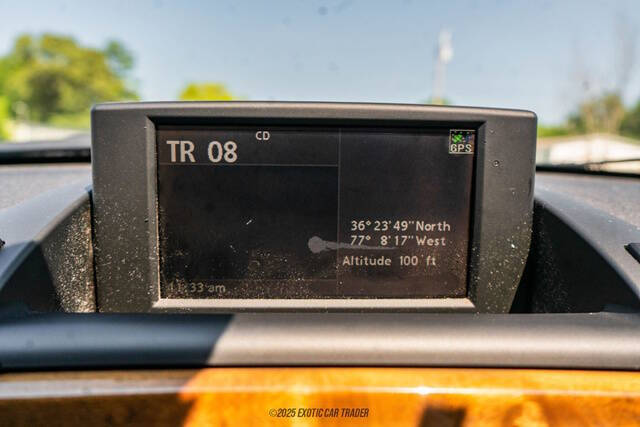 CD
TR 08
GPS
36° 23'49"North
77° 8'17"West
Altitude 100 ft
11:33 am
©2025 EXOTIC CAR TRADER